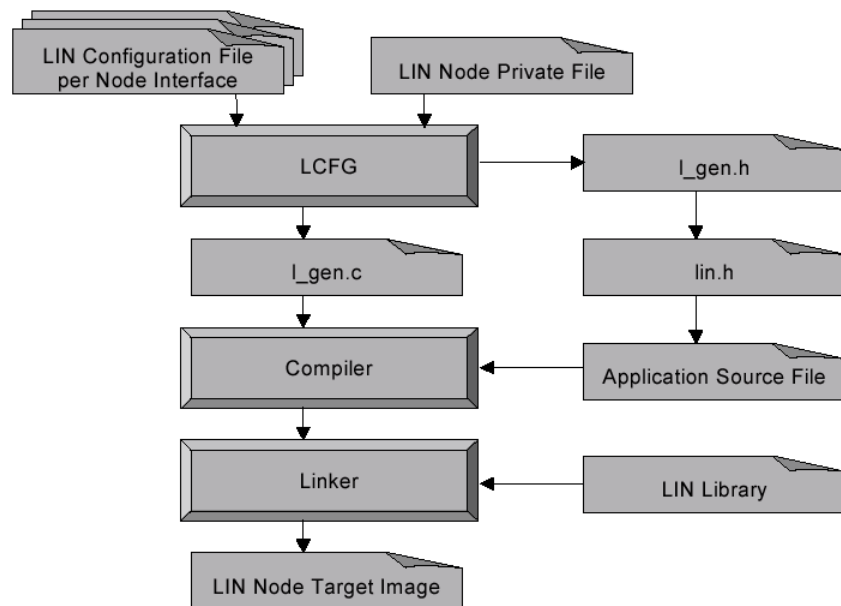 LIN Configuration File
per Node Interface
LIN Node Private File
LCFG
l_gen.h
l_gen.c
lin.h
Compiler
Application Source File
Linker
LIN Library
LIN Node Target Image